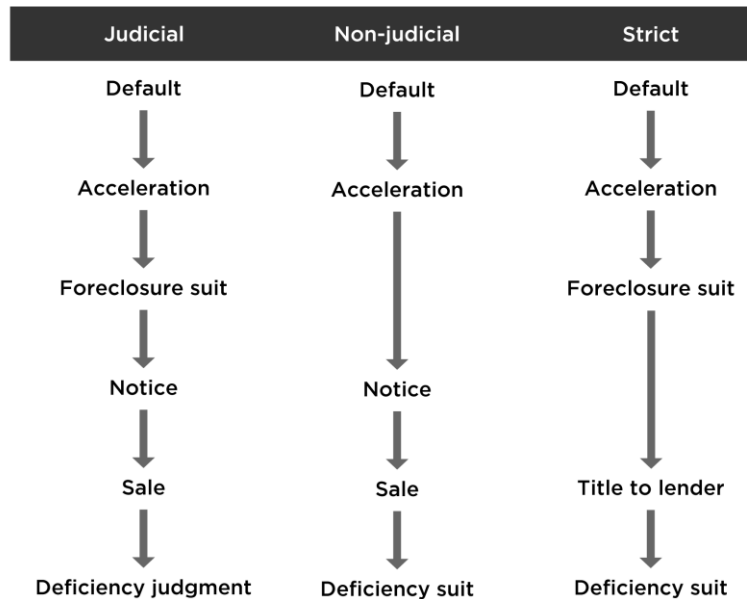 Judicial Non-judicial Strict
Default Default Default
Acceleration Acceleration Acceleration
Foreclosure suit Foreclosure suit
Notice Notice
Sale Sale Title to lender
Deficiency judgment Deficiency suit Deficiency suit